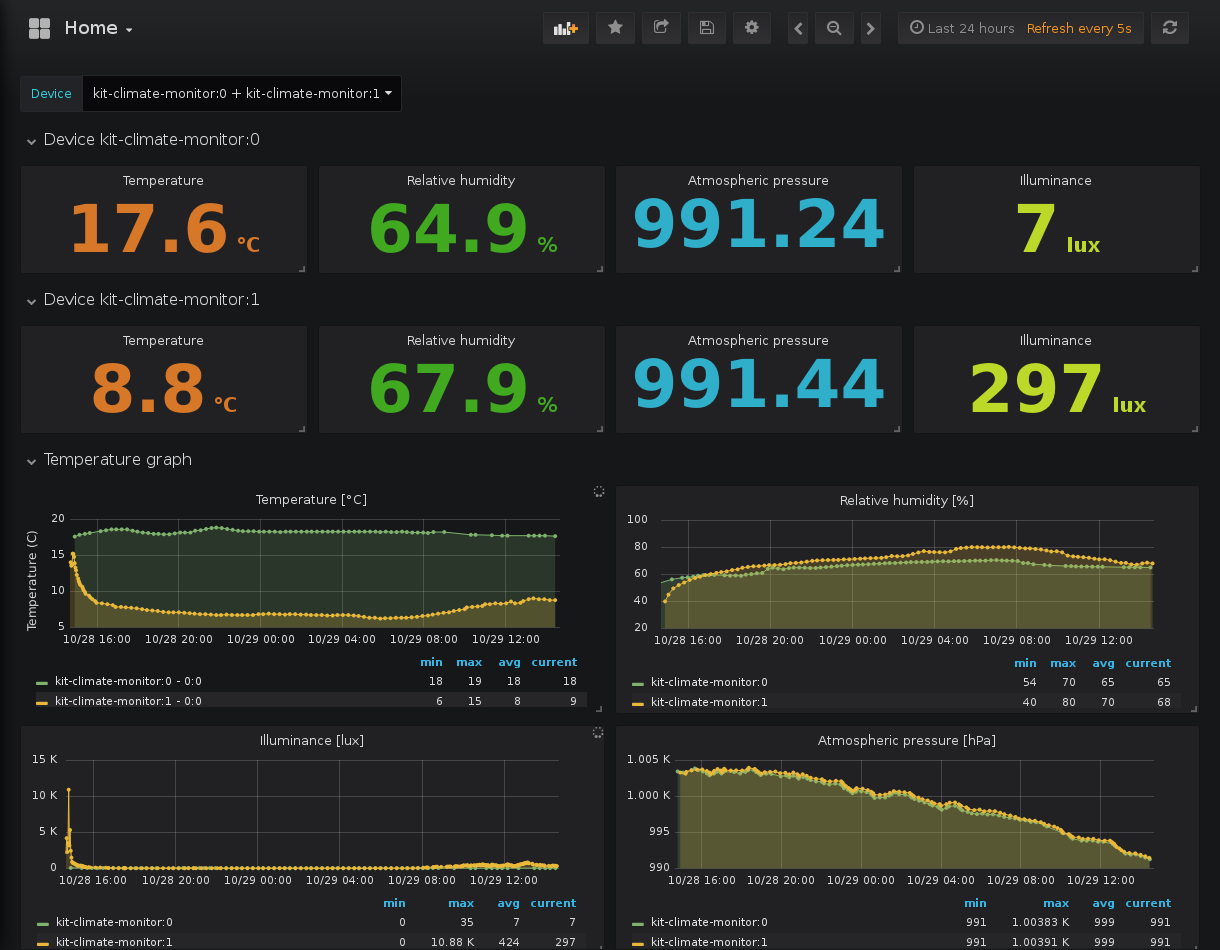 Home
Last 24 hours Refresh every 5s
Device kit-climate-monitor:0 + kit-climate-monitor:1
Device kit-climate-monitor:0
Temperature Relative humidity Atmospheric pressure Illuminance
17.6 °C 64.9 % 991.24 7 lux
Device kit-climate-monitor:1
Temperature Relative humidity Atmospheric pressure Illuminance
8.8 °C 67.9 % 991.44 297 lux
Temperature graph
Temperature [°C]
Temperature (C)
20
15
10
5
10/28 16:00 10/28 20:00 10/29 00:00 10/29 04:00 10/29 08:00 10/29 12:00
min max avg current
kit-climate-monitor:0 - 0:0 18 19 18 18
kit-climate-monitor:1 - 0:0 6 15 8 9
Relative humidity [%]
100
80
60
40
20
10/28 16:00 10/28 20:00 10/29 00:00 10/29 04:00 10/29 08:00 10/29 12:00
min max avg current
kit-climate-monitor:0 54 70 65 65
kit-climate-monitor:1 40 80 70 68
Illuminance [lux]
15 K
10 K
5 K
0
10/28 16:00 10/28 20:00 10/29 00:00 10/29 04:00 10/29 08:00 10/29 12:00
min max avg current
kit-climate-monitor:0 0 35 7 7
kit-climate-monitor:1 0 10.88 K 424 297
Atmospheric pressure [hPa]
1.005 K
1.000 K
995
990
10/28 16:00 10/28 20:00 10/29 00:00 10/29 04:00 10/29 08:00 10/29 12:00
min max avg current
kit-climate-monitor:0 991 1.00383 K 999 991
kit-climate-monitor:1 991 1.00391 K 999 991